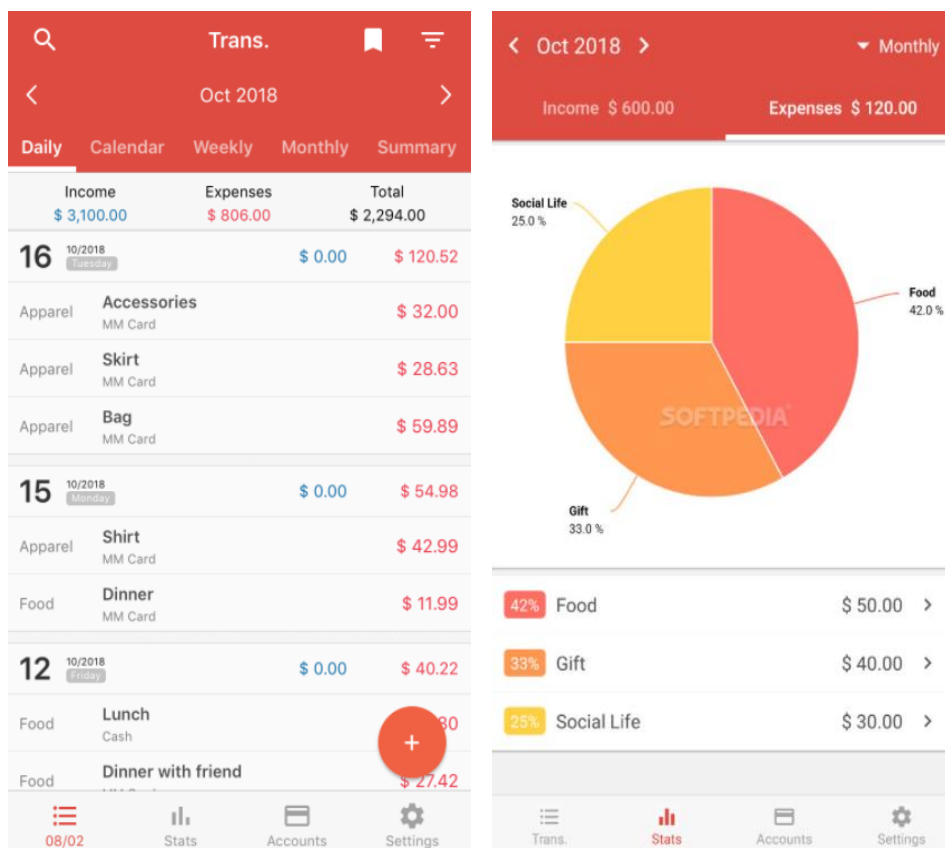 Trans.
Oct 2018
Daily Calendar Weekly Monthly Summary
Income Expenses Total
$ 3,100.00 $ 806.00 $ 2,294.00
16 10/2018 Tuesday $ 0.00 $ 120.52
Apparel Accessories $ 32.00
MM Card
Apparel Skirt $ 28.63
MM Card
Apparel Bag $ 59.89
MM Card
15 10/2018 Monday $ 0.00 $ 54.98
Apparel Shirt $ 42.99
MM Card
Food Dinner $ 11.99
MM Card
12 10/2018 Friday $ 0.00 $ 40.22
Food Lunch
Cash
Food Dinner with friend $ 27.42
08/02 Stats Accounts Settings
Oct 2018 Monthly
Income $ 600.00 Expenses $ 120.00
Social Life
25.0 %
Food
42.0 %
SOFTPEDIA
Gift
33.0 %
42% Food $ 50.00
33% Gift $ 40.00
25% Social Life $ 30.00
Trans. Stats Accounts Settings